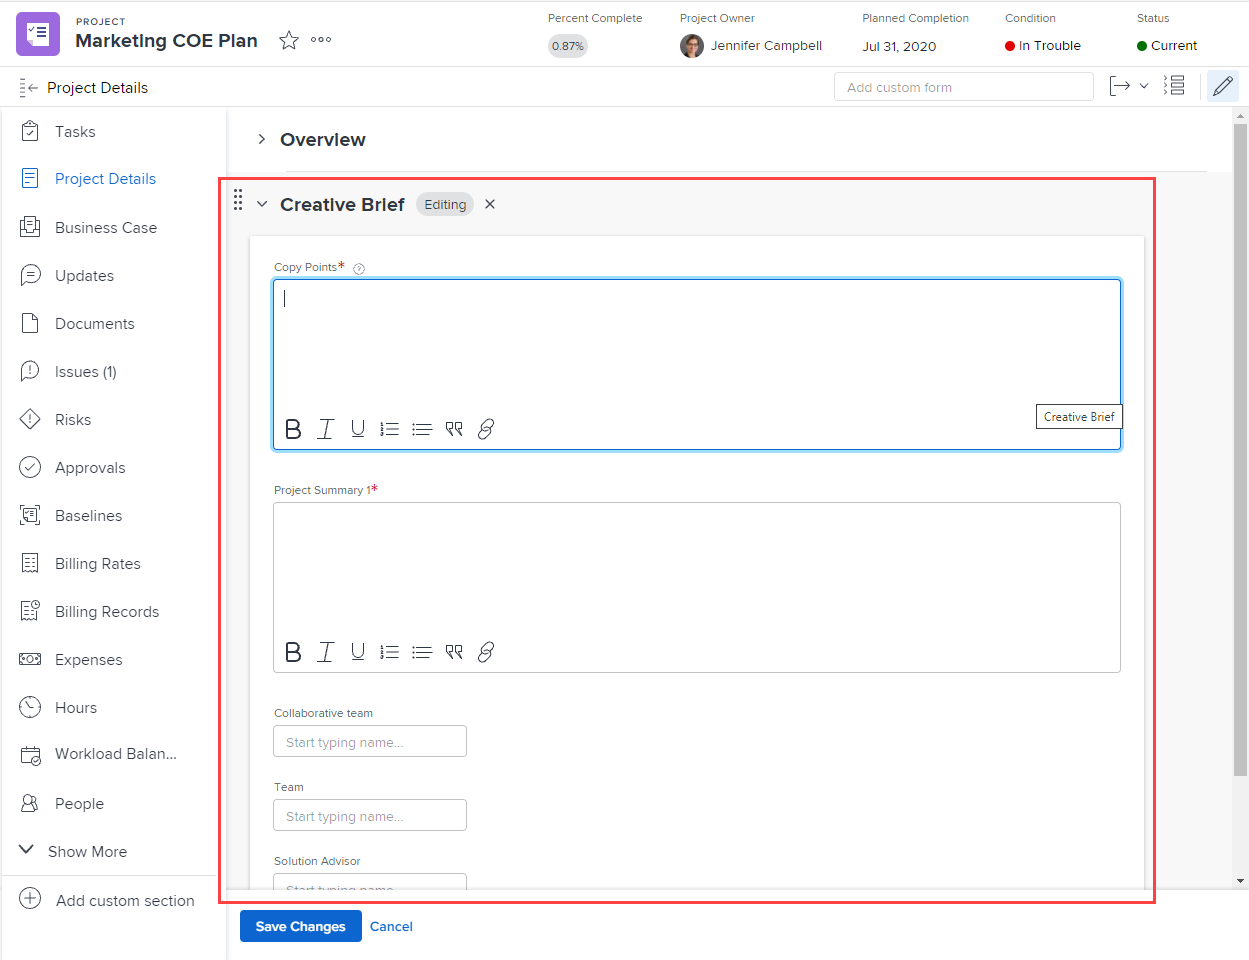 PROJECT
Marketing COE Plan
Percent Complete
0.87%
Project Owner
Jennifer Campbell
Planned Completion
Jul 31, 2020
Condition
In Trouble
Status
Current
Project Details
Add custom form
Tasks
Project Details
Business Case
Updates
Documents
Issues (1)
Risks
Approvals
Baselines
Billing Rates
Billing Records
Expenses
Hours
Workload Balan...
People
Show More
Add custom section
Overview
Creative Brief
Editing
Copy Points*
B I U
Creative Brief
Project Summary 1*
B I U
Collaborative team
Start typing name...
Team
Start typing name...
Solution Advisor
Start typing name...
Save Changes
Cancel